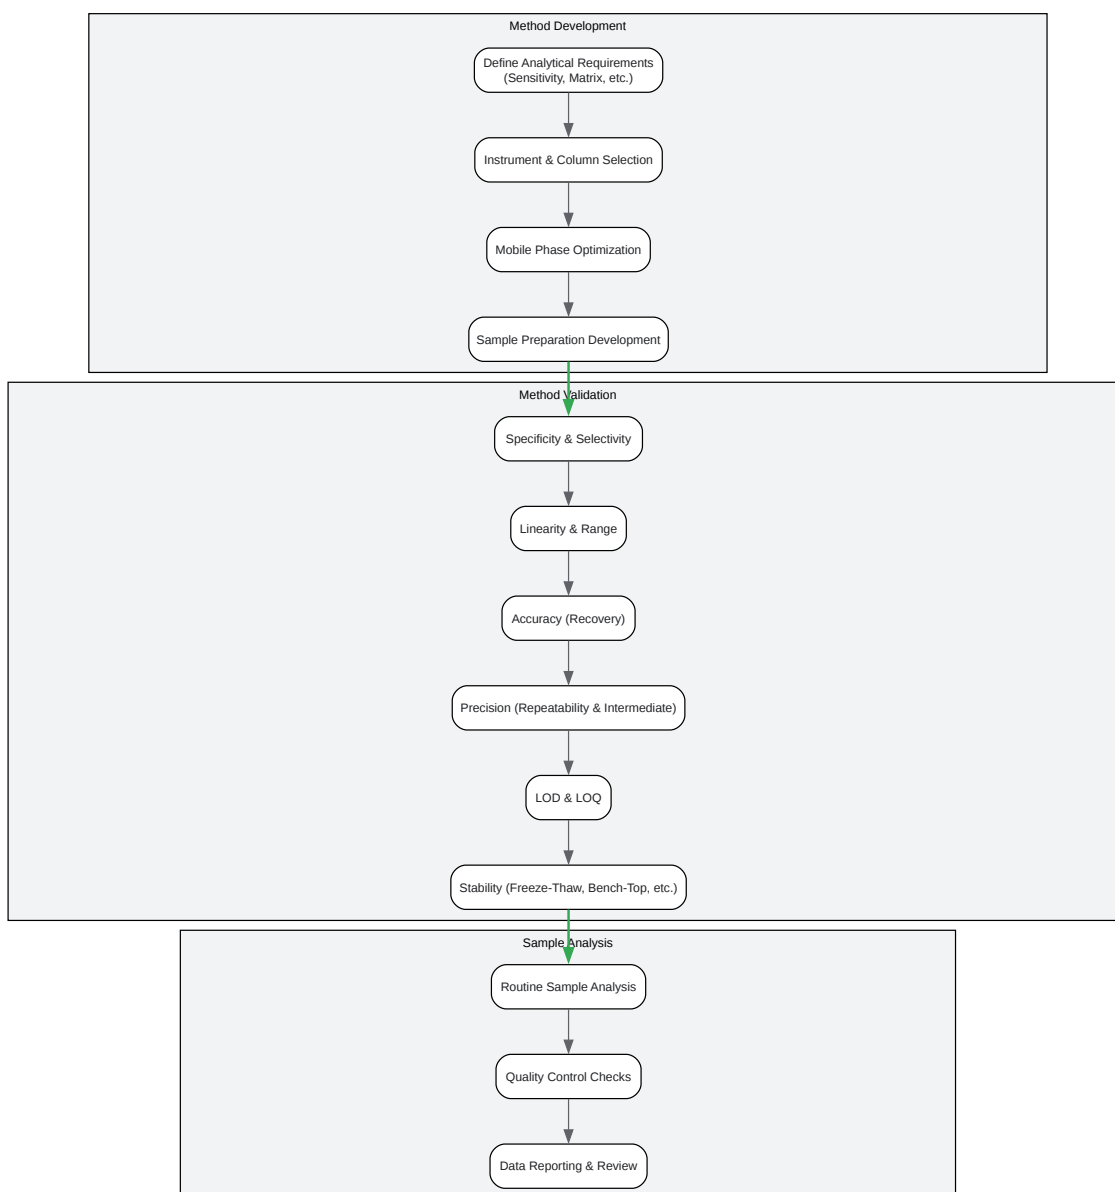 Method Development
Define Analytical Requirements
(Sensitivity, Matrix, etc.)
Instrument & Column Selection
Mobile Phase Optimization
Sample Preparation Development
Method Validation
Specificity & Selectivity
Linearity & Range
Accuracy (Recovery)
Precision (Repeatability & Intermediate)
LOD & LOQ
Stability (Freeze-Thaw, Bench-Top, etc.)
Sample Analysis
Routine Sample Analysis
Quality Control Checks
Data Reporting & Review